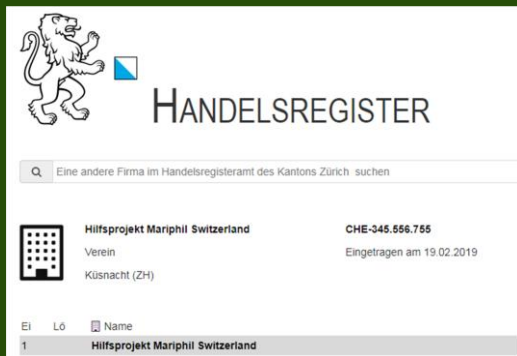 HANDELSREGISTER
Eine andere Firma im Handelsregisteramt des Kantons Zürich suchen
Hilfsprojekt Mariphil Switzerland CHE-345.556.755
Verein Eingetragen am 19.02.2019
Küsnacht (ZH)
Ei Lö Name
1 Hilfsprojekt Mariphil Switzerland